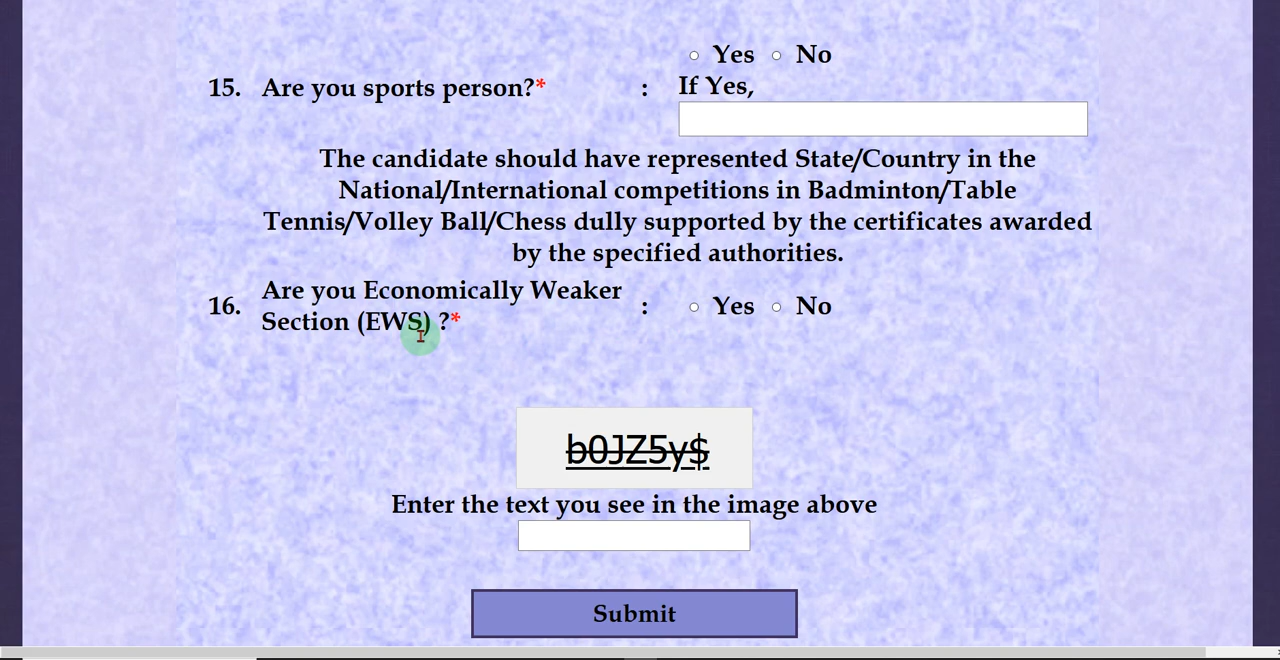 Yes No
15. Are you sports person?* : If Yes,
The candidate should have represented State/Country in the
National/International competitions in Badminton/Table
Tennis/Volley Ball/Chess dully supported by the certificates awarded
by the specified authorities.
16. Are you Economically Weaker
Section (EWS) ?* : Yes No
b0JZ5y$
Enter the text you see in the image above
Submit